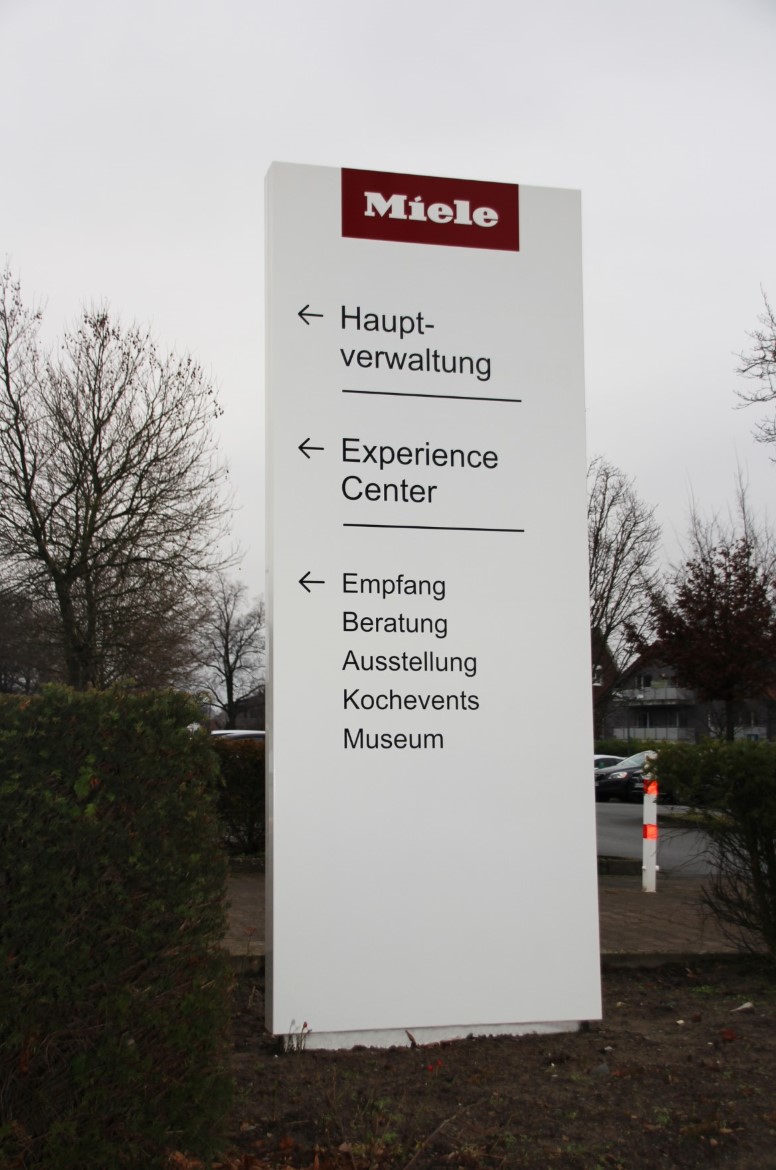 Miele
← Haupt-
verwaltung
← Experience
Center
← Empfang
Beratung
Ausstellung
Kochevents
Museum